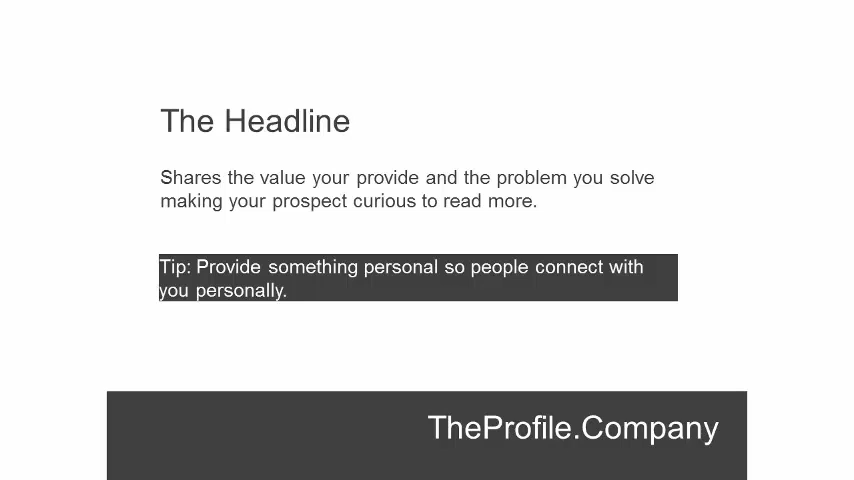 The Headline
Shares the value your provide and the problem you solve
making your prospect curious to read more.
Tip: Provide something personal so people connect with
you personally.
TheProfile.Company